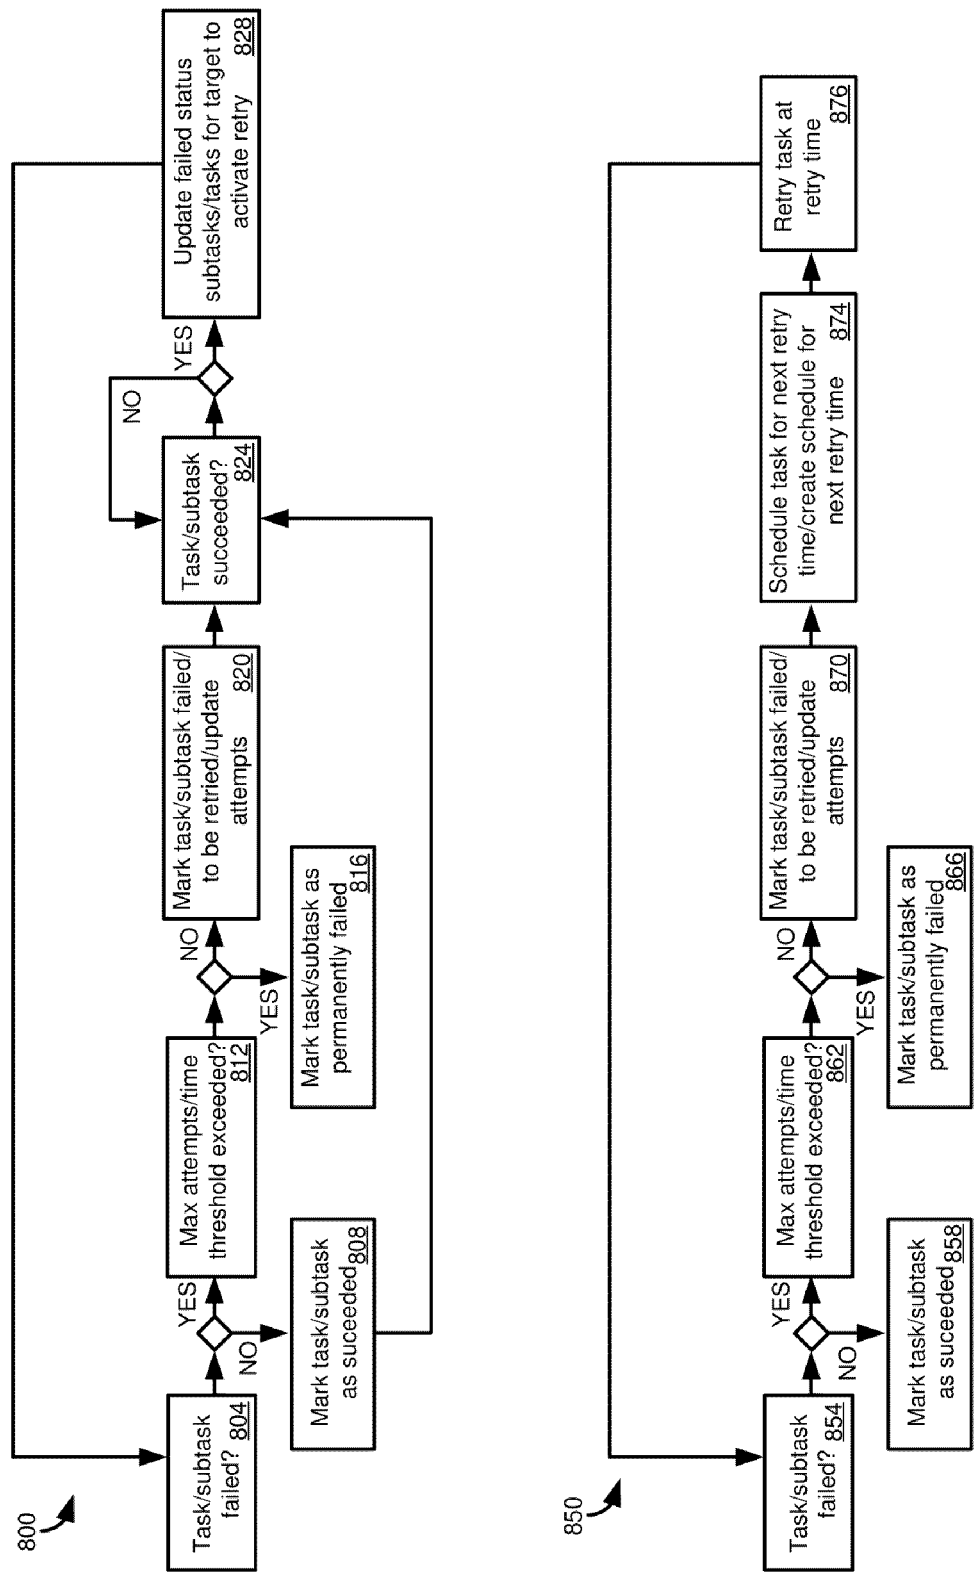 800
Task/subtask
failed?
804
YES
NO
Mark task/subtask
as suceeded
808
Max attempts/time
threshold exceeded?
812
NO
YES
Mark task/subtask as
permanently failed
816
Mark task/subtask failed/
to be retried/update
attempts
820
Task/subtask
succeeded?
824
NO
YES
Update failed status
subtasks/tasks for target to
activate retry
828
850
Task/subtask
failed?
854
YES
NO
Mark task/subtask
as suceeded
858
Max attempts/time
threshold exceeded?
862
NO
YES
Mark task/subtask as
permanently failed
866
Mark task/subtask failed/
to be retried/update
attempts
870
Schedule task for next retry
time/create schedule for
next retry time
874
Retry task at
retry time
876